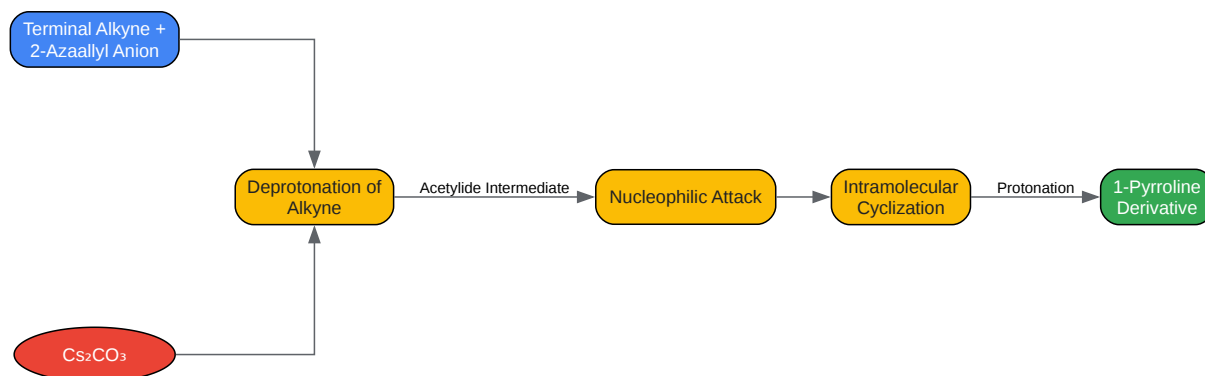 Terminal Alkyne +
2-Azaallyl Anion
Deprotonation of
Alkyne
Acetylide Intermediate
Nucleophilic Attack
Intramolecular
Cyclization
Protonation
1-Pyrroline
Derivative
Cs₂CO₃